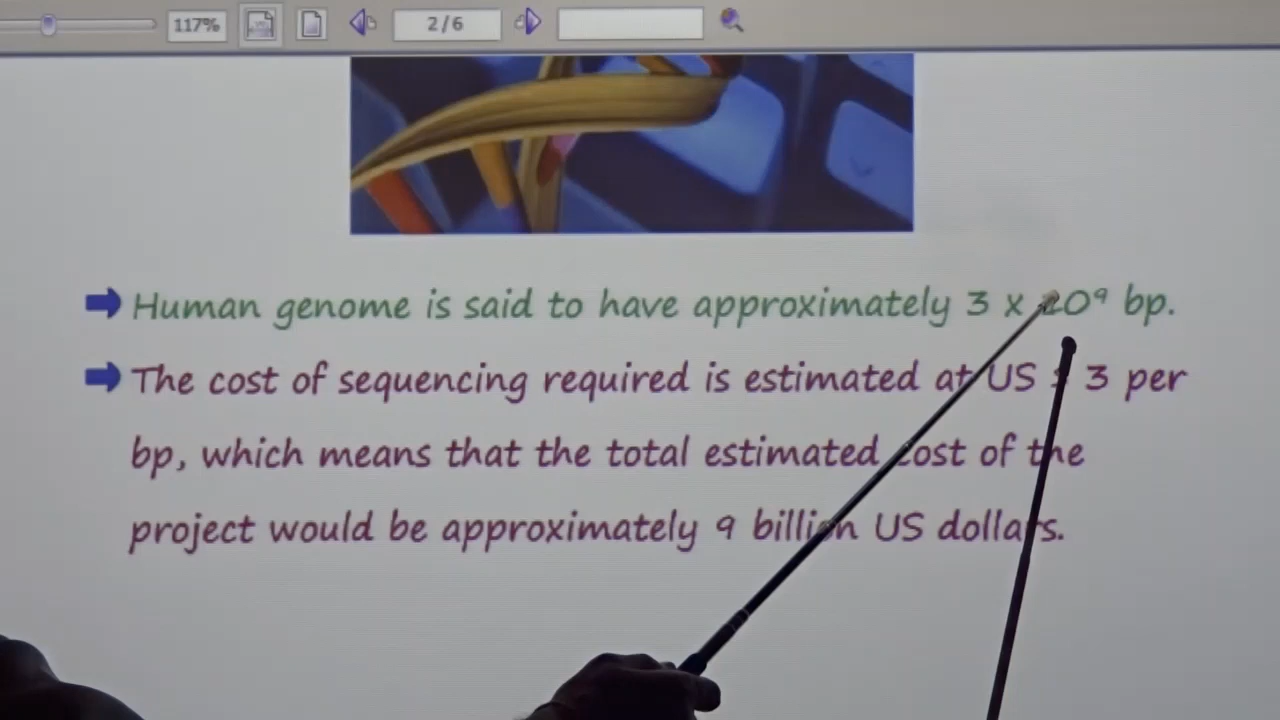 117%
2/6
Human genome is said to have approximately 3 x 10⁹ bp.
The cost of sequencing required is estimated at US $ 3 per
bp, which means that the total estimated cost of the
project would be approximately 9 billion US dollars.